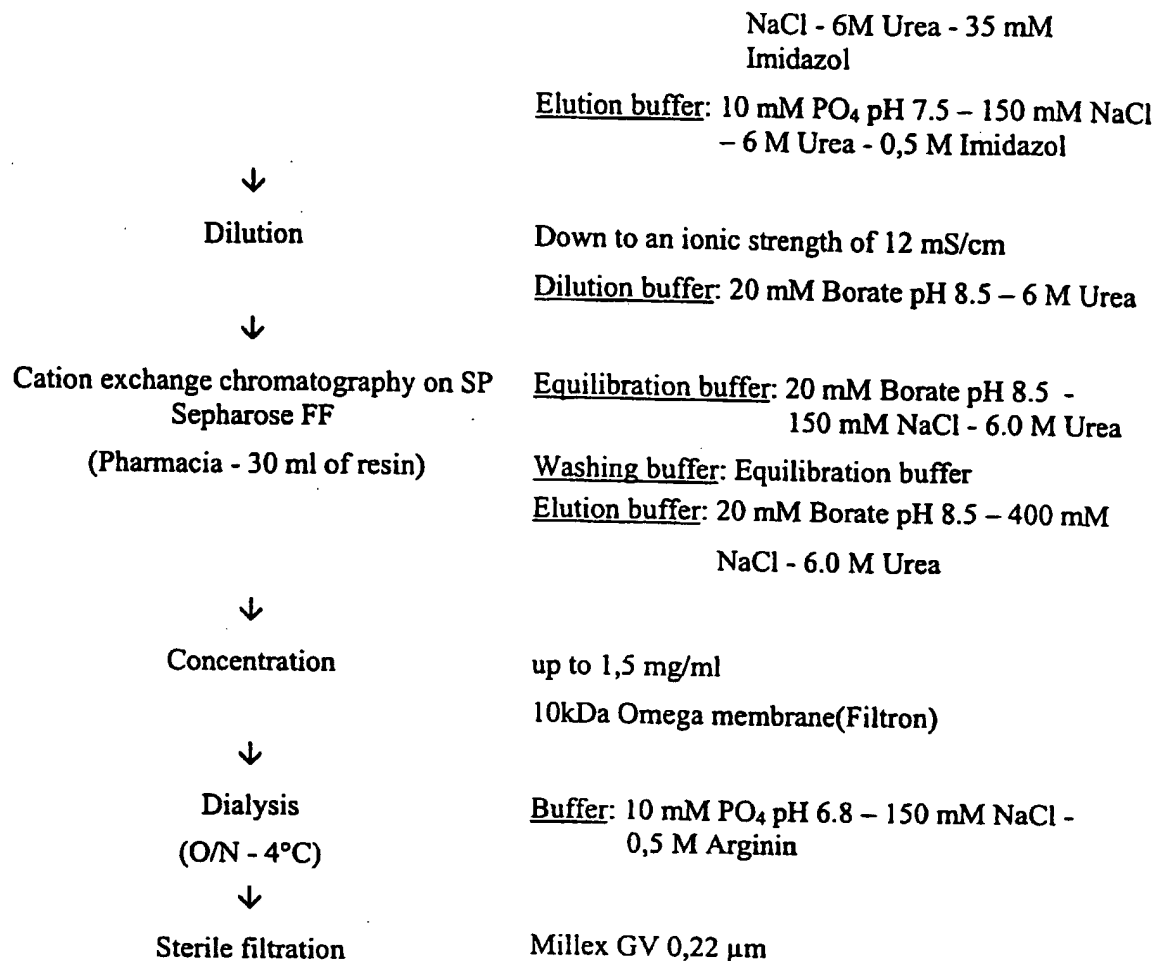 NaCl - 6M Urea - 35 mM
Imidazol
Elution buffer: 10 mM PO₄ pH 7.5 – 150 mM NaCl
– 6 M Urea - 0,5 M Imidazol
↓
Dilution
Down to an ionic strength of 12 mS/cm
Dilution buffer: 20 mM Borate pH 8.5 – 6 M Urea
↓
Cation exchange chromatography on SP
Sepharose FF
(Pharmacia - 30 ml of resin)
Equilibration buffer: 20 mM Borate pH 8.5 -
150 mM NaCl - 6.0 M Urea
Washing buffer: Equilibration buffer
Elution buffer: 20 mM Borate pH 8.5 – 400 mM
NaCl - 6.0 M Urea
↓
Concentration
up to 1,5 mg/ml
10kDa Omega membrane(Filtron)
↓
Dialysis
(O/N - 4°C)
Buffer: 10 mM PO₄ pH 6.8 – 150 mM NaCl -
0,5 M Arginin
↓
Sterile filtration
Millex GV 0,22 µm